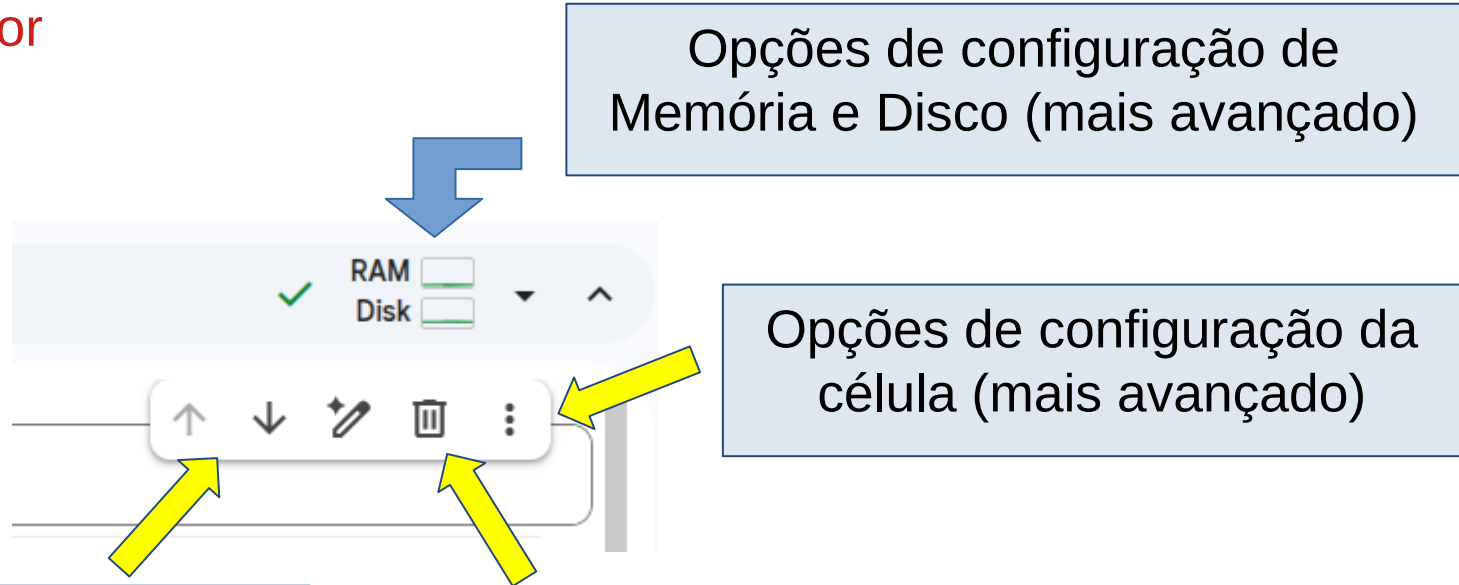 or
Opções de configuração de
Memória e Disco (mais avançado)
RAM
Disk
Opções de configuração da
célula (mais avançado)